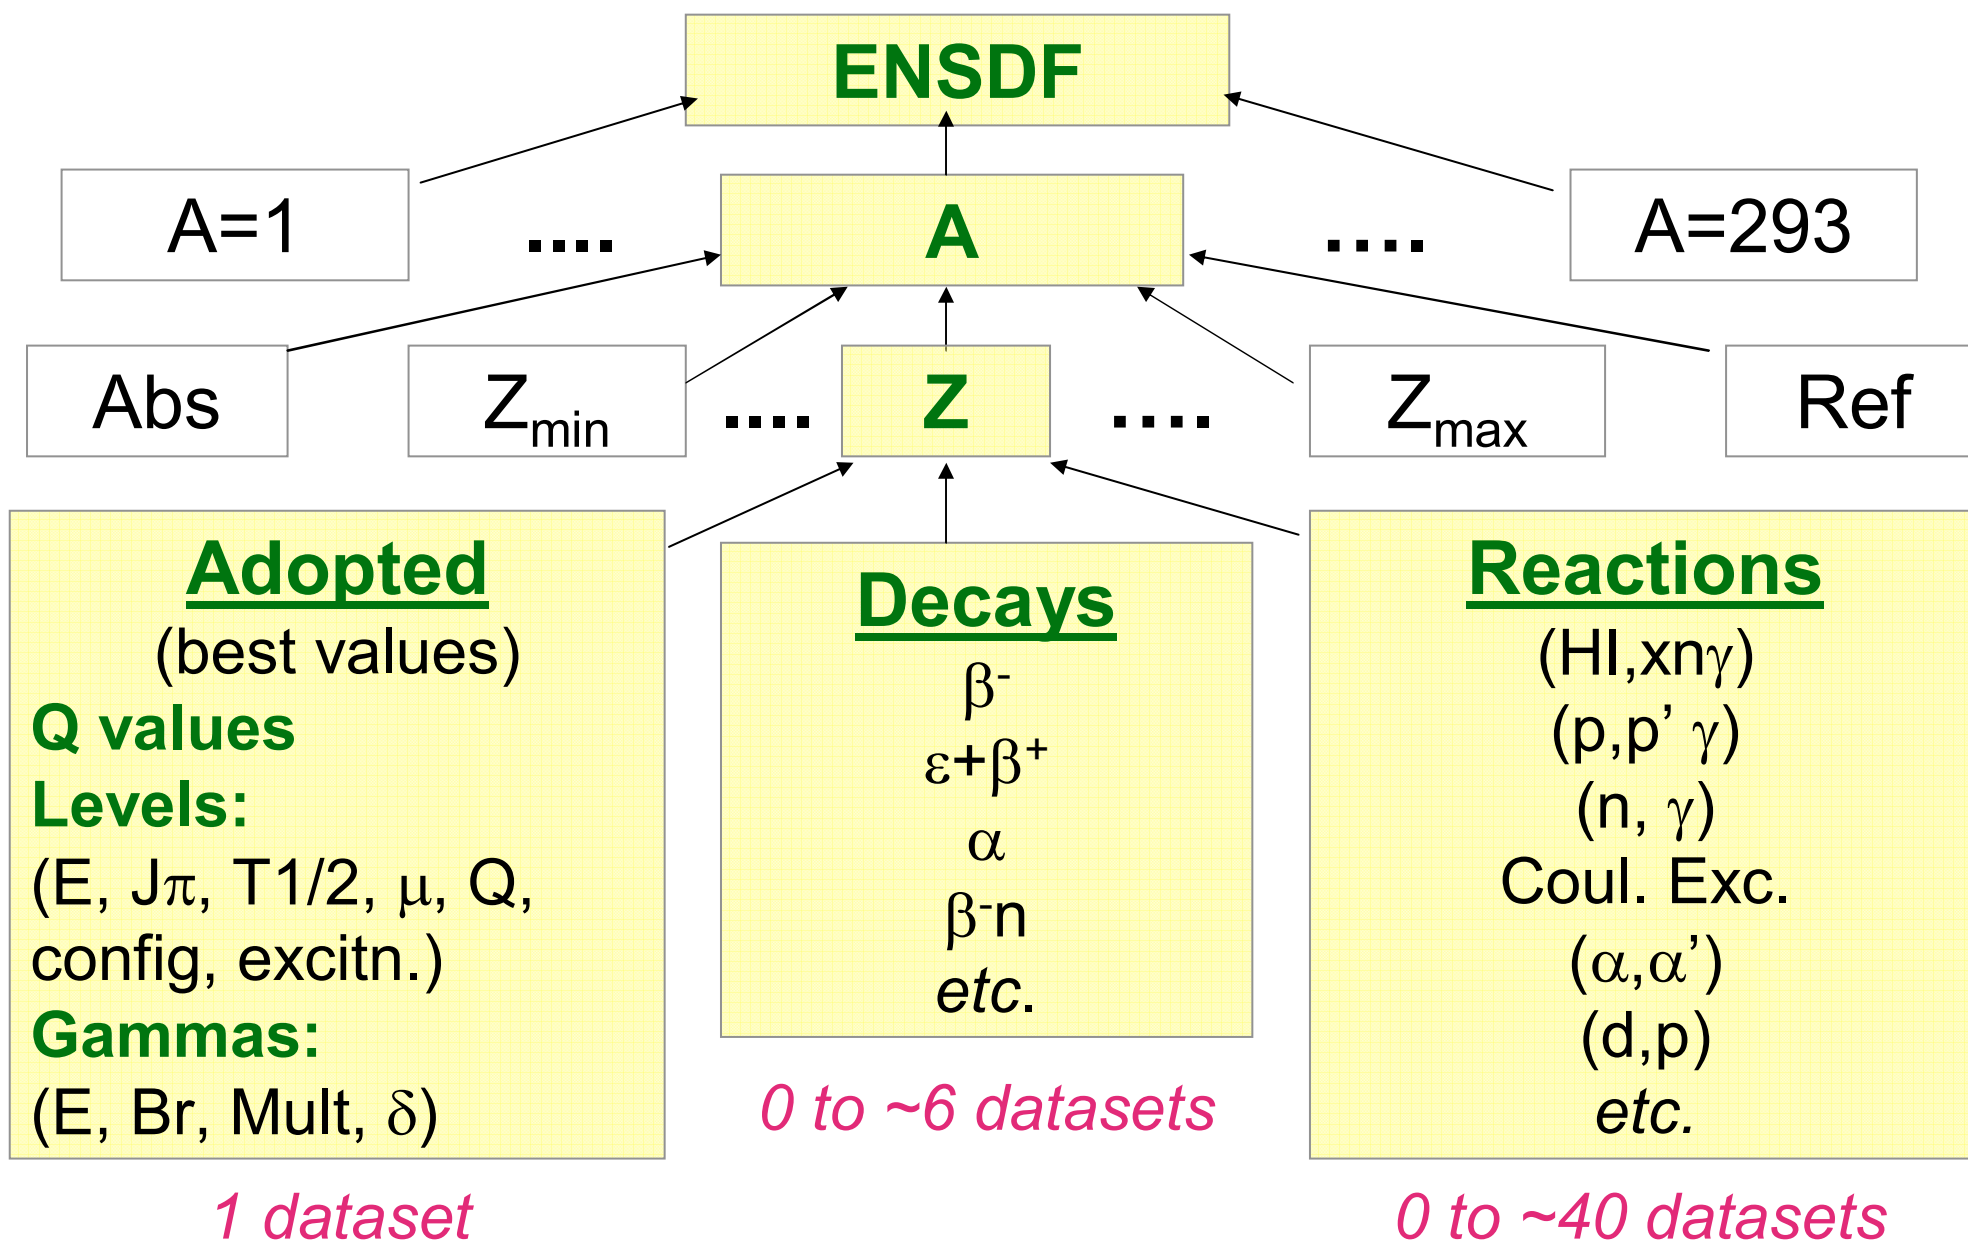 ENSDF
A=1
....
A
....
A=293
Abs
Zmin
....
Z
....
Zmax
Ref
Adopted
(best values)
Q values
Levels:
(E, Jπ, T1/2, μ, Q,
config, excitn.)
Gammas:
(E, Br, Mult, δ)
1 dataset
Decays
β-
ε+β+
α
β-n
etc.
0 to ~6 datasets
Reactions
(HI,xnγ)
(p,p’ γ)
(n, γ)
Coul. Exc.
(α,α’)
(d,p)
etc.
0 to ~40 datasets